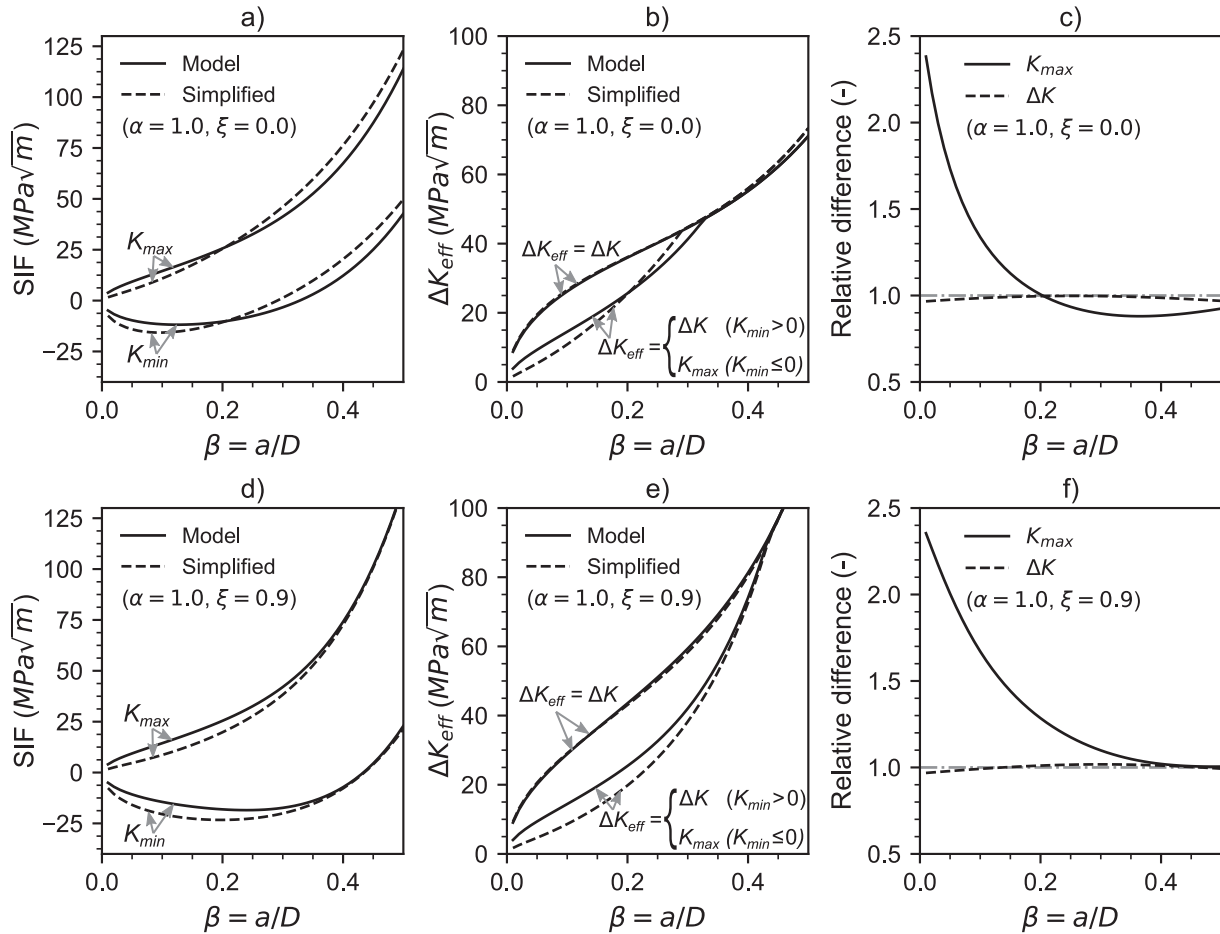 a)
SIF (MPa√m)
125
100
75
50
25
0
−25
Model
Simplified
(α = 1.0, ξ = 0.0)
K_max
K_min
0.0 0.2 0.4
β = a/D
b)
ΔK_eff (MPa√m)
100
80
60
40
20
0
Model
Simplified
(α = 1.0, ξ = 0.0)
ΔK_eff = ΔK
ΔK_eff = { ΔK (K_min>0)
K_max (K_min≤0)
0.0 0.2 0.4
β = a/D
c)
Relative difference (-)
2.5
2.0
1.5
1.0
0.5
K_max
ΔK
(α = 1.0, ξ = 0.0)
0.0 0.2 0.4
β = a/D
d)
SIF (MPa√m)
125
100
75
50
25
0
−25
Model
Simplified
(α = 1.0, ξ = 0.9)
K_max
K_min
0.0 0.2 0.4
β = a/D
e)
ΔK_eff (MPa√m)
100
80
60
40
20
0
Model
Simplified
(α = 1.0, ξ = 0.9)
ΔK_eff = ΔK
ΔK_eff = { ΔK (K_min>0)
K_max (K_min≤0)
0.0 0.2 0.4
β = a/D
f)
Relative difference (-)
2.5
2.0
1.5
1.0
0.5
K_max
ΔK
(α = 1.0, ξ = 0.9)
0.0 0.2 0.4
β = a/D